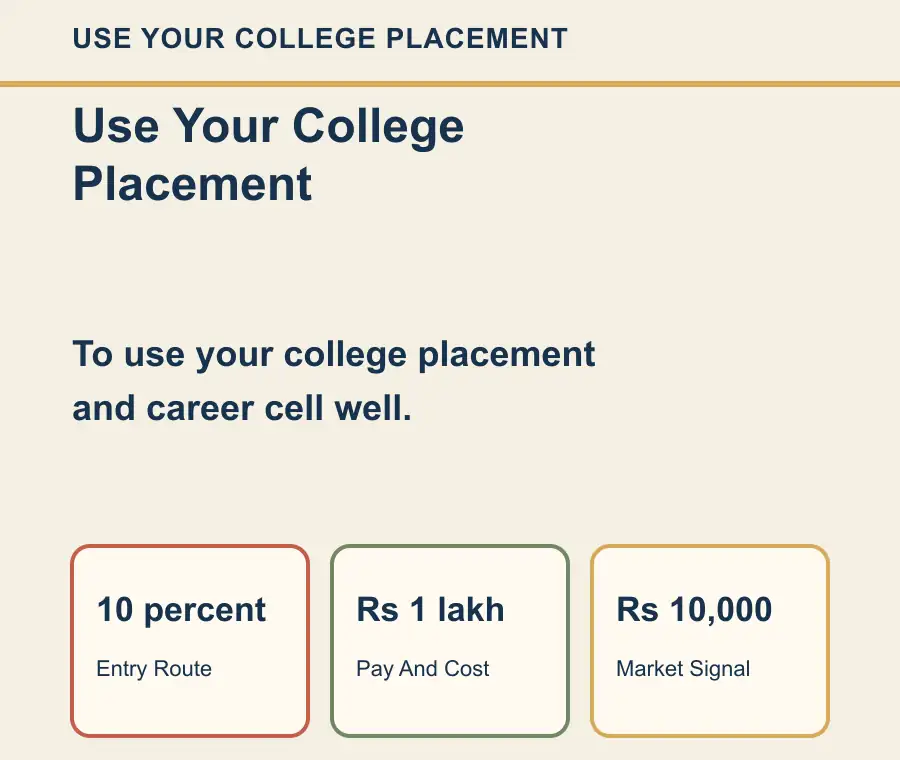 USE YOUR COLLEGE PLACEMENT
Use Your College
Placement
To use your college placement
and career cell well.
10 percent
Entry Route
Rs 1 lakh
Pay And Cost
Rs 10,000
Market Signal